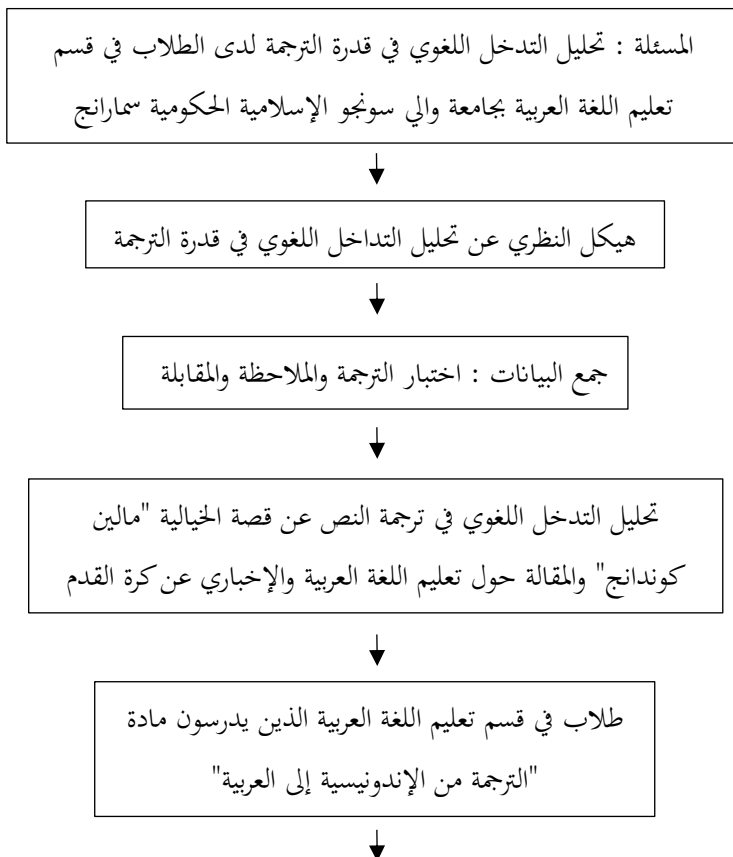 المسئلة : تحليل التدخل اللغوي في قدرة الترجمة لدى الطلاب في قسم
تعليم اللغة العربية بجامعة والي سونجو الإسلامية الحكومية سمارانج
هيكل النظري عن تحليل التداخل اللغوي في قدرة الترجمة
جمع البيانات : اختبار الترجمة والملاحظة والمقابلة
تحليل التدخل اللغوي في ترجمة النص عن قصة الخيالية "مالين
كوندانج" والمقالة حول تعليم اللغة العربية والإخباري عن كرة القدم
طلاب في قسم تعليم اللغة العربية الذين يدرسون مادة
"الترجمة من الإندونيسية إلى العربية"